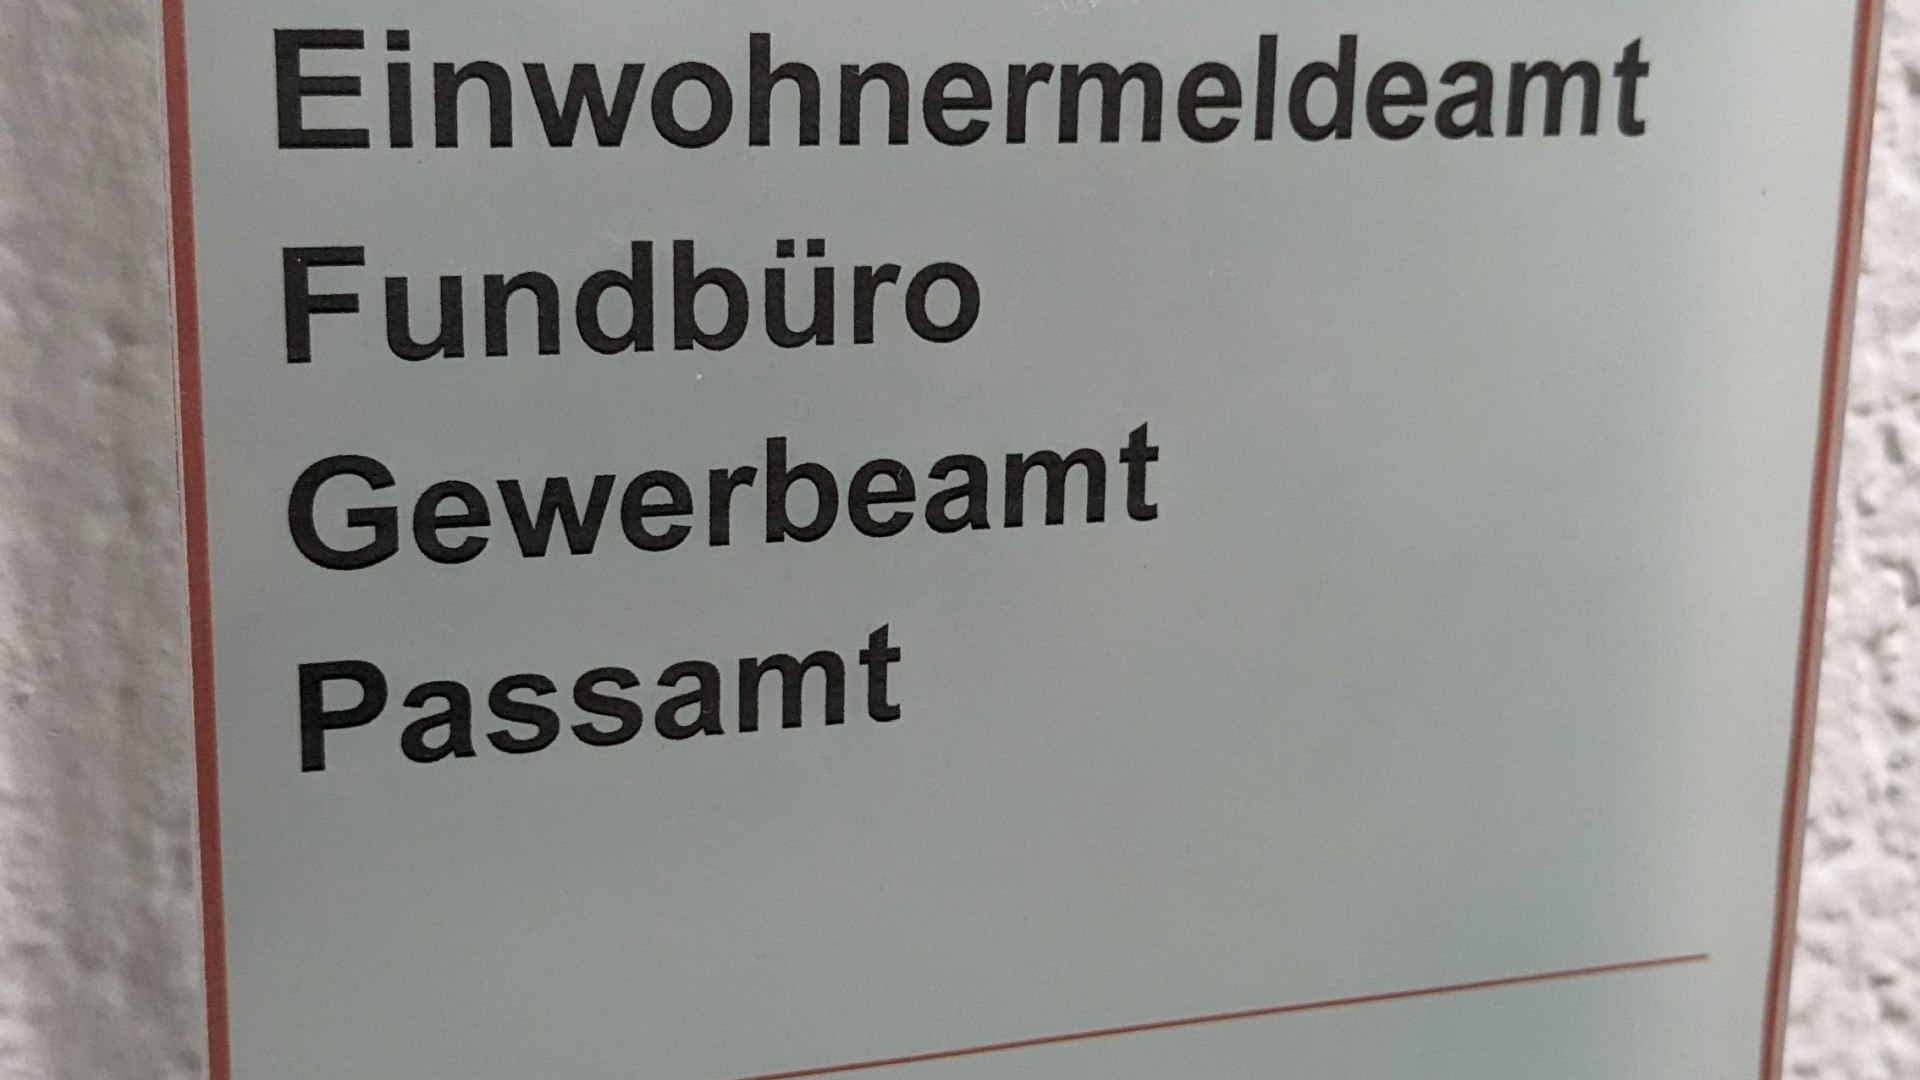 Einwohnermeldeamt
Fundbüro
Gewerbeamt
Passamt